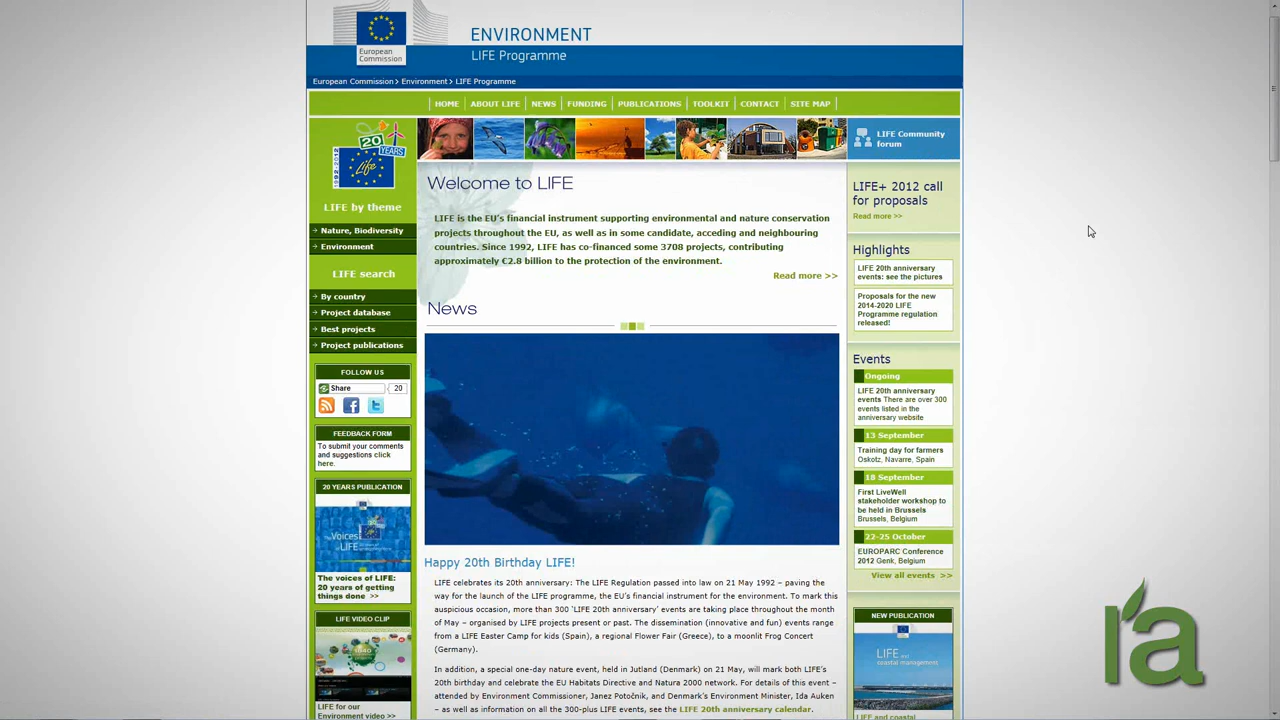 European
Commission
ENVIRONMENT
LIFE Programme
European Commission > Environment > LIFE Programme
HOME
ABOUT LIFE
NEWS
FUNDING
PUBLICATIONS
TOOLKIT
CONTACT
SITE MAP
1992-2012
20
YEARS
Life
LIFE by theme
Nature, Biodiversity
Environment
LIFE search
By country
Project database
Best projects
Project publications
FOLLOW US
Share
20
FEEDBACK FORM
To submit your comments
and suggestions click
here.
20 YEARS PUBLICATION
The Voices of
LIFE
The voices of LIFE:
20 years of getting
things done >>
LIFE VIDEO CLIP
LIFE for our
Environment video >>
Welcome to LIFE
LIFE is the EU's financial instrument supporting environmental and nature conservation
projects throughout the EU, as well as in some candidate, acceding and neighbouring
countries. Since 1992, LIFE has co-financed some 3708 projects, contributing
approximately €2.8 billion to the protection of the environment.
Read more >>
News
Happy 20th Birthday LIFE!
LIFE celebrates its 20th anniversary: The LIFE Regulation passed into law on 21 May 1992 – paving the
way for the launch of the LIFE programme, the EU's financial instrument for the environment. To mark this
auspicious occasion, more than 300 'LIFE 20th anniversary' events are taking place throughout the month
of May – organised by LIFE projects present or past. The dissemination (innovative and fun) events range
from a LIFE Easter Camp for kids (Spain), a regional Flower Fair (Greece), to a moonlit Frog Concert
(Germany).
In addition, a special one-day nature event, held in Jutland (Denmark) on 21 May, will mark both LIFE's
20th birthday and celebrate the EU Habitats Directive and Natura 2000 network. For details of this event –
attended by Environment Commissioner, Janez Potočnik, and Denmark's Environment Minister, Ida Auken
– as well as information on all the 300-plus LIFE events, see the LIFE 20th anniversary calendar.
LIFE Community
forum
LIFE+ 2012 call
for proposals
Read more >>
Highlights
LIFE 20th anniversary
events: see the pictures
Proposals for the new
2014-2020 LIFE
Programme regulation
released!
Events
Ongoing
LIFE 20th anniversary
events There are over 300
events listed in the
anniversary website
13 September
Training day for farmers
Oskotz, Navarre, Spain
18 September
First LiveWell
stakeholder workshop to
be held in Brussels
Brussels, Belgium
22-25 October
EUROPARC Conference
2012 Genk, Belgium
View all events >>
NEW PUBLICATION
LIFE and
coastal management
LIFE and coastal